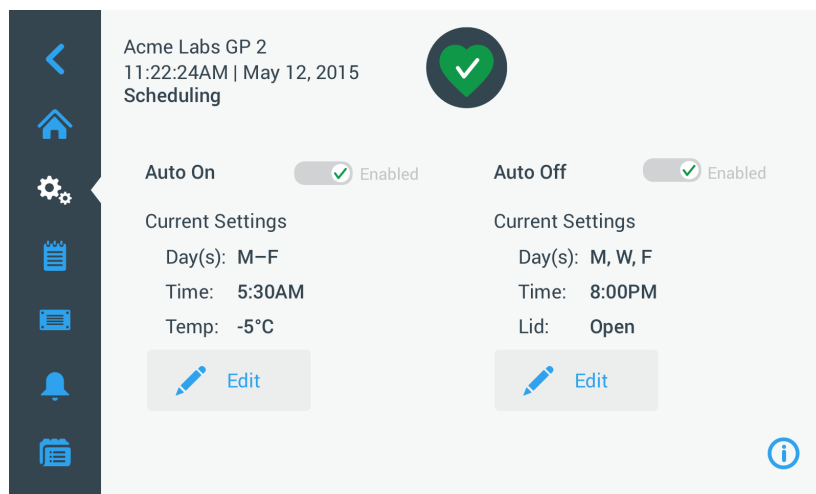 Acme Labs GP 2
11:22:24AM | May 12, 2015
Scheduling
Auto On
Enabled
Current Settings
Day(s): M–F
Time: 5:30AM
Temp: -5°C
Edit
Auto Off
Enabled
Current Settings
Day(s): M, W, F
Time: 8:00PM
Lid: Open
Edit